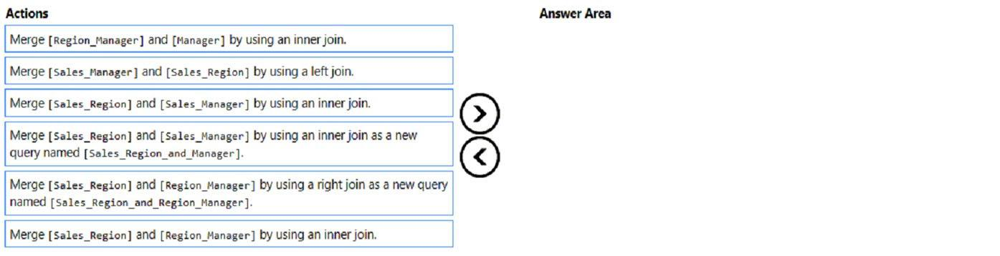 Actions
Answer Area
Merge [Region_Manager] and [Manager] by using an inner join.
Merge [Sales_Manager] and [Sales_Region] by using a left join.
Merge [Sales_Region] and [Sales_Manager] by using an inner join.
Merge [Sales_Region] and [Sales_Manager] by using an inner join as a new
query named [Sales_Region_and_Manager].
Merge [Sales_Region] and [Region_Manager] by using a right join as a new query
named [Sales_Region_and_Region_Manager].
Merge [Sales_Region] and [Region_Manager] by using an inner join.